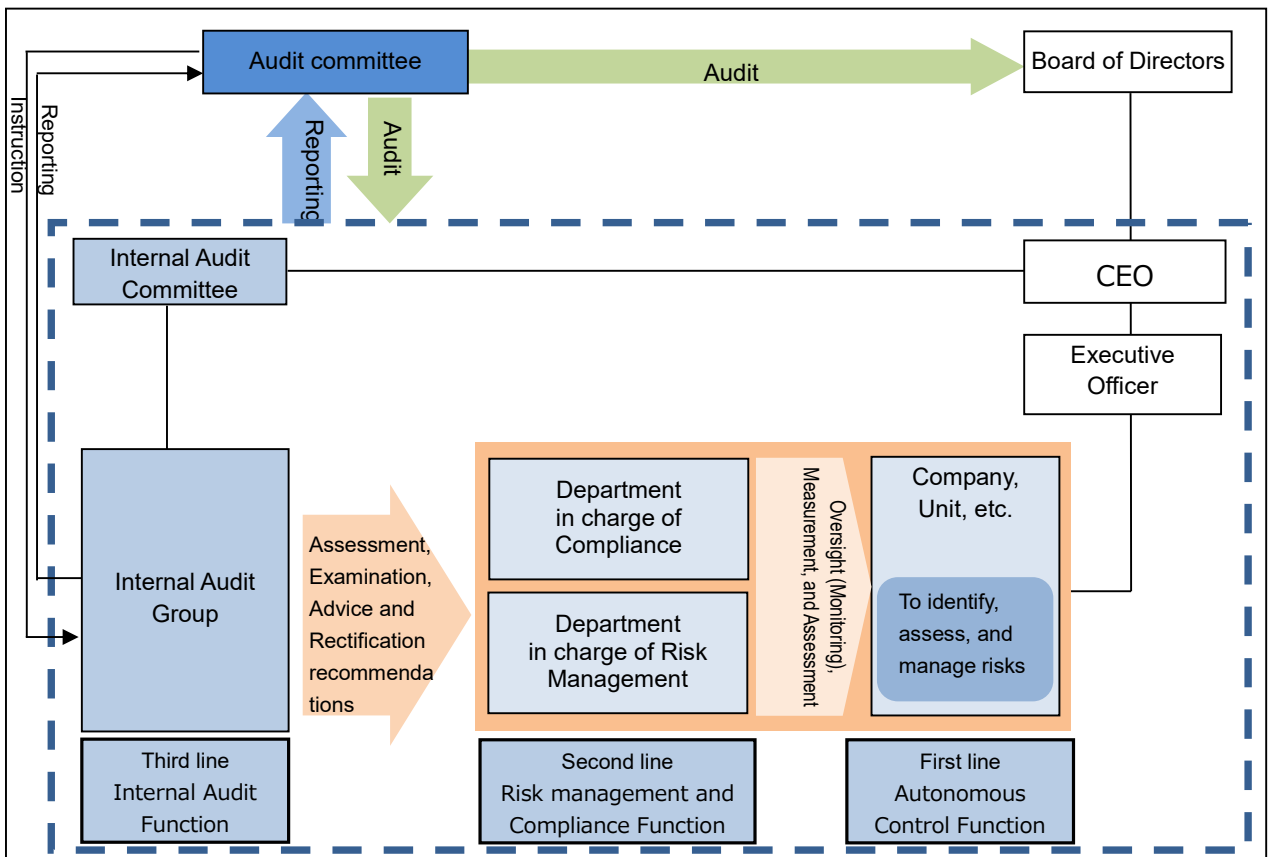 Audit committee
Audit
Board of Directors
Instruction
Reporting
Reporting
Audit
Internal Audit
Committee
CEO
Executive
Officer
Internal Audit
Group
Assessment,
Examination,
Advice and
Rectification
recommenda
tions
Department
in charge of
Compliance
Department
in charge of Risk
Management
Oversight (Monitoring),
Measurement, and Assessment
Company,
Unit, etc.
To identify,
assess, and
manage risks
Third line
Internal Audit
Function
Second line
Risk management and
Compliance Function
First line
Autonomous
Control Function